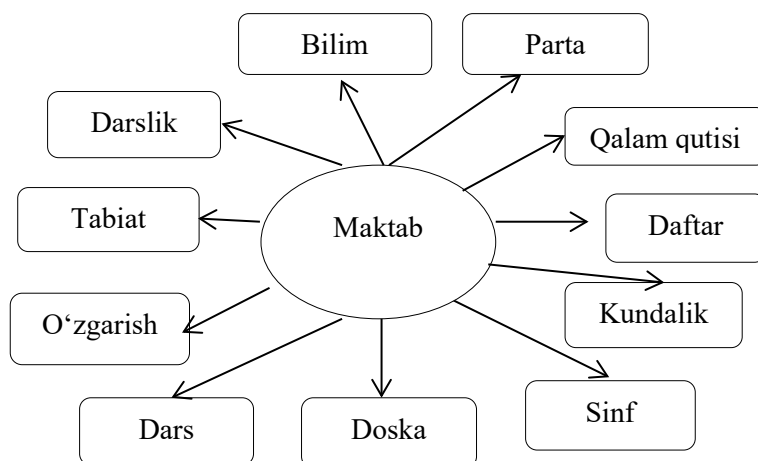 Bilim
Parta
Darslik
Qalam qutisi
Tabiat
Maktab
Daftar
O‘zgarish
Kundalik
Dars
Doska
Sinf